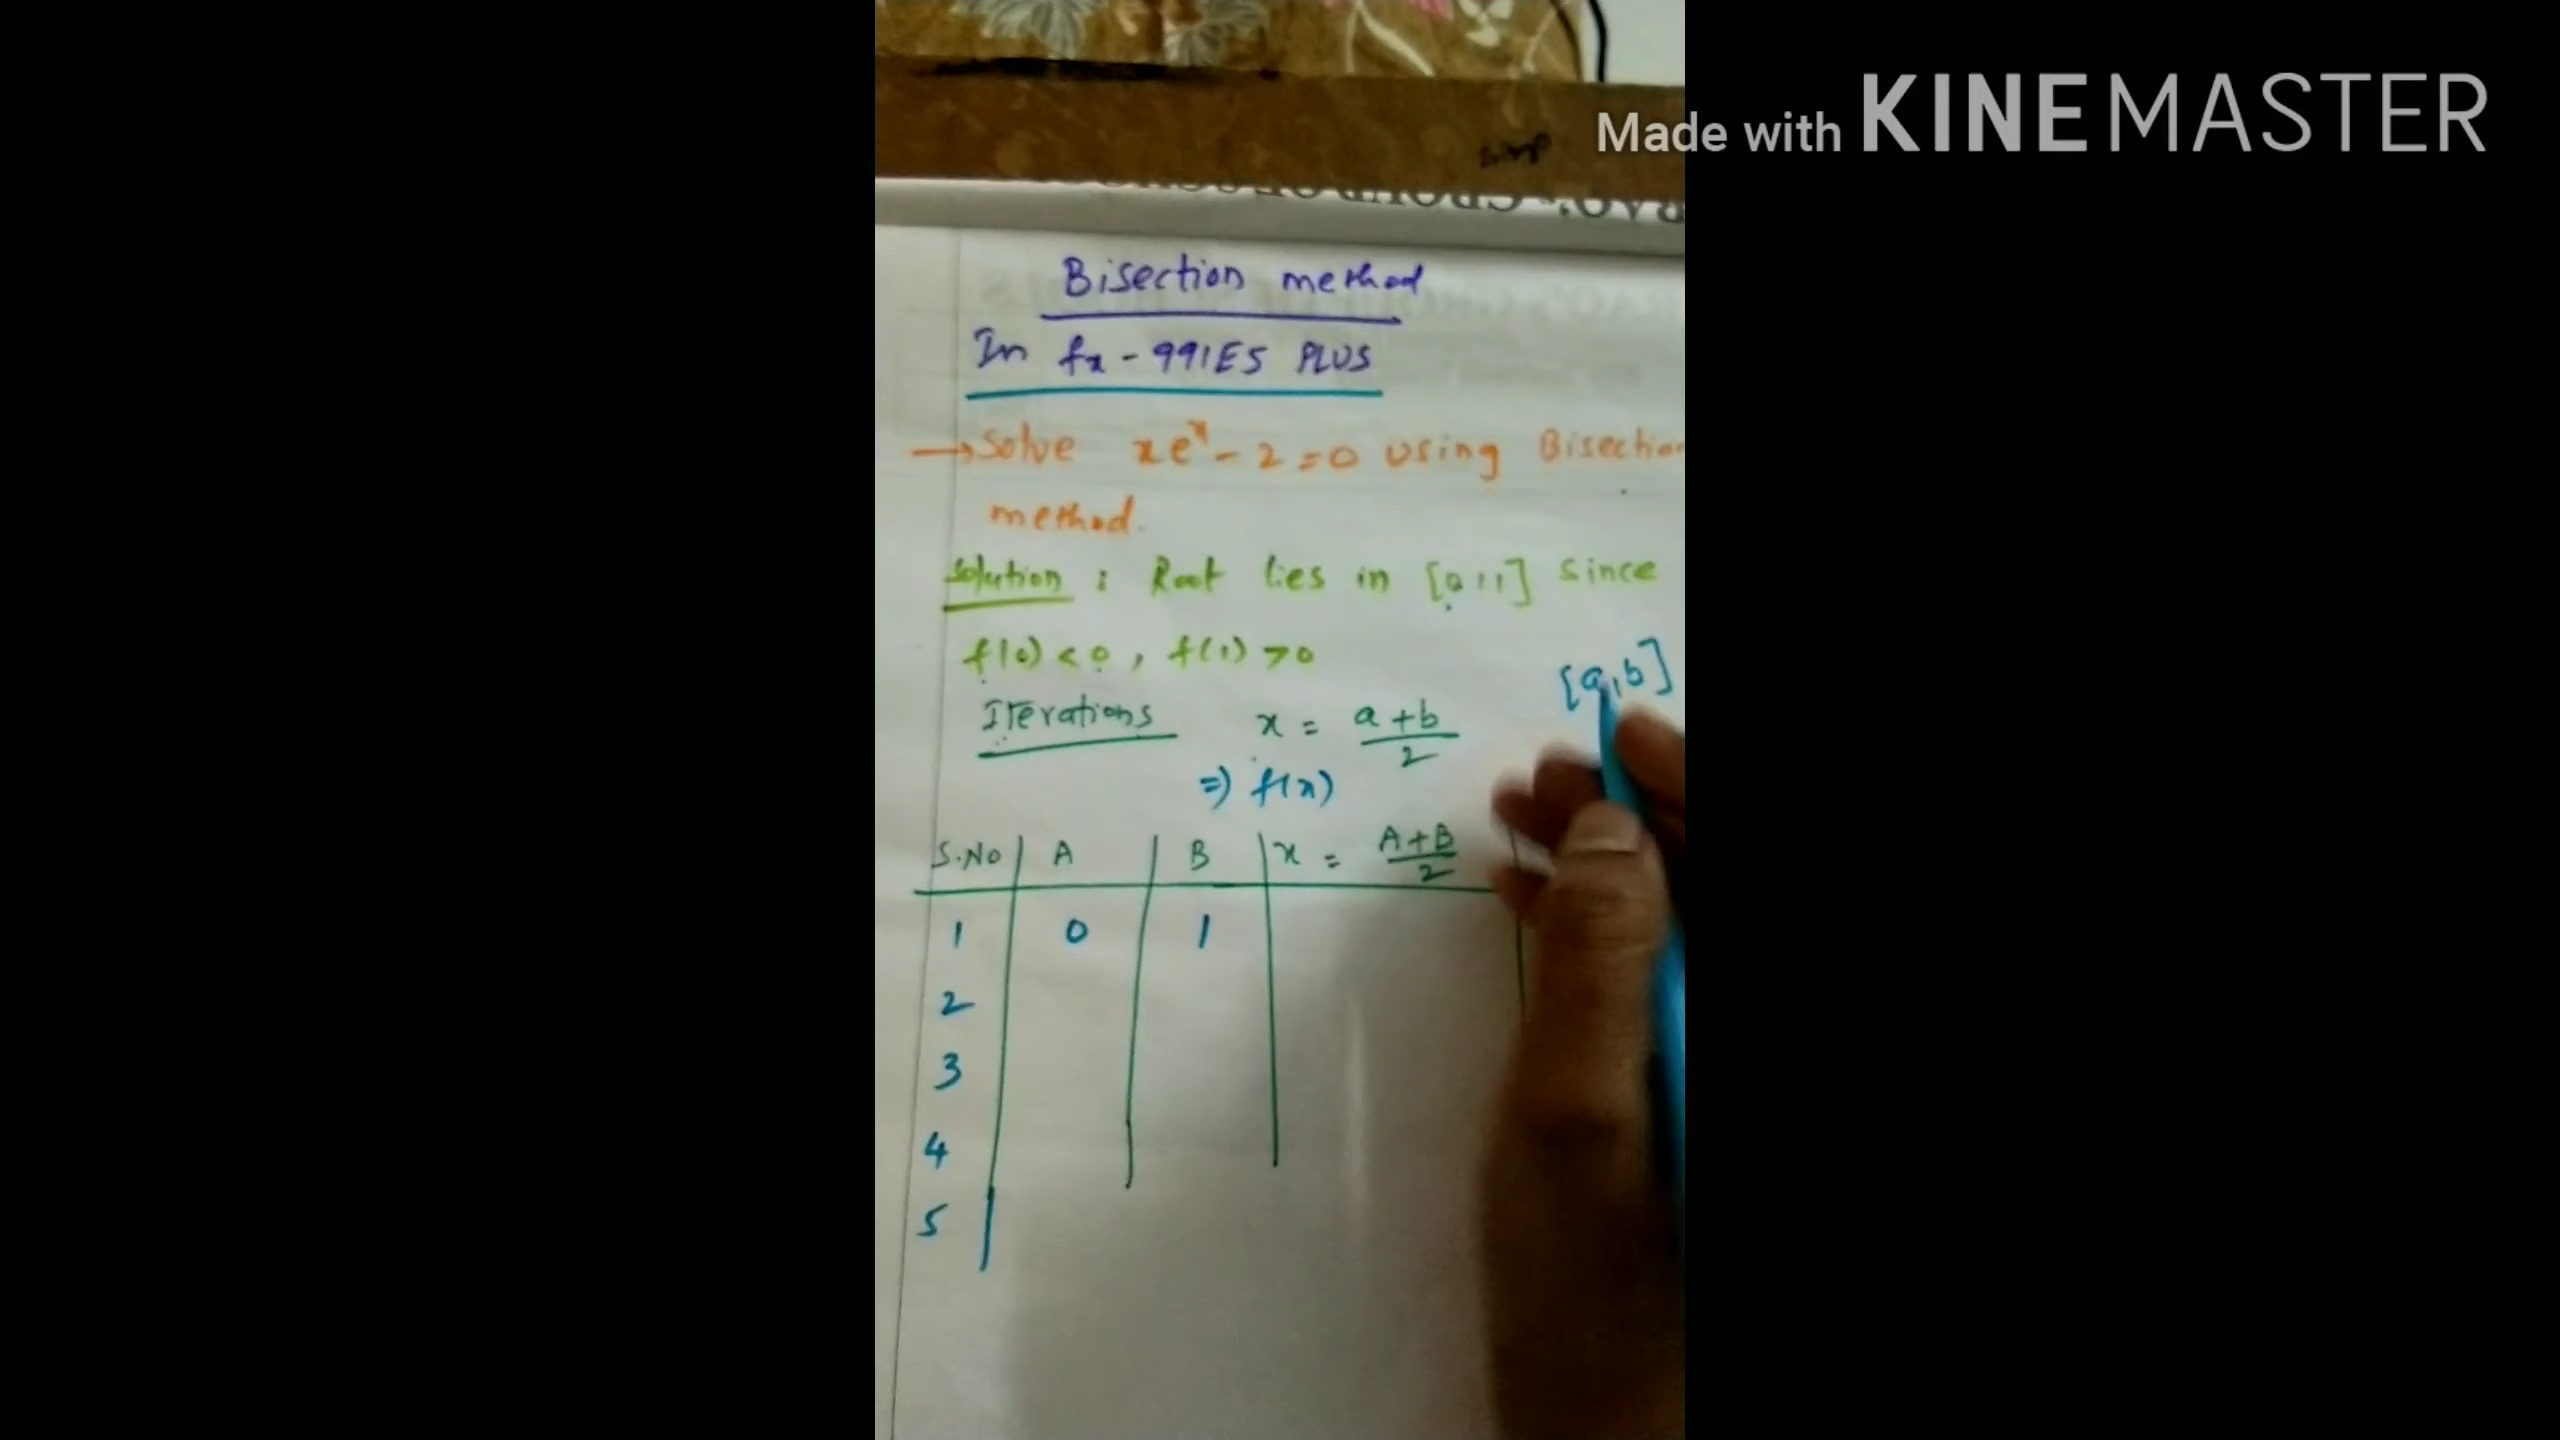 Made with KINEMASTER
Bisection method
In fx - 991ES PLUS
→ Solve xeˣ - 2 = 0 using Bisection
method.
Solution : Root lies in [0,1] since
f(0) < 0 , f(1) > 0
[a,b]
Iterations x = a+b/2
⇒ f(x)
S.No A B x = A+B/2
1 0 1
2
3
4
5